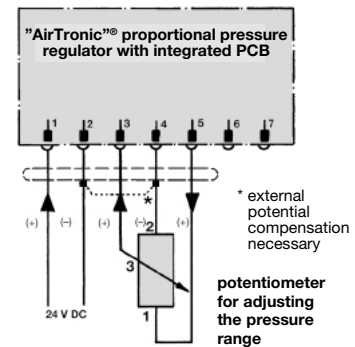 "AirTronic"® proportional pressure
regulator with integrated PCB
1 2 3 4 5 6 7
* external
potential
compensation
necessary
*
(+) (–) (+) (–) (+)
2
3
potentiometer
for adjusting
the pressure
range
1
24 V DC